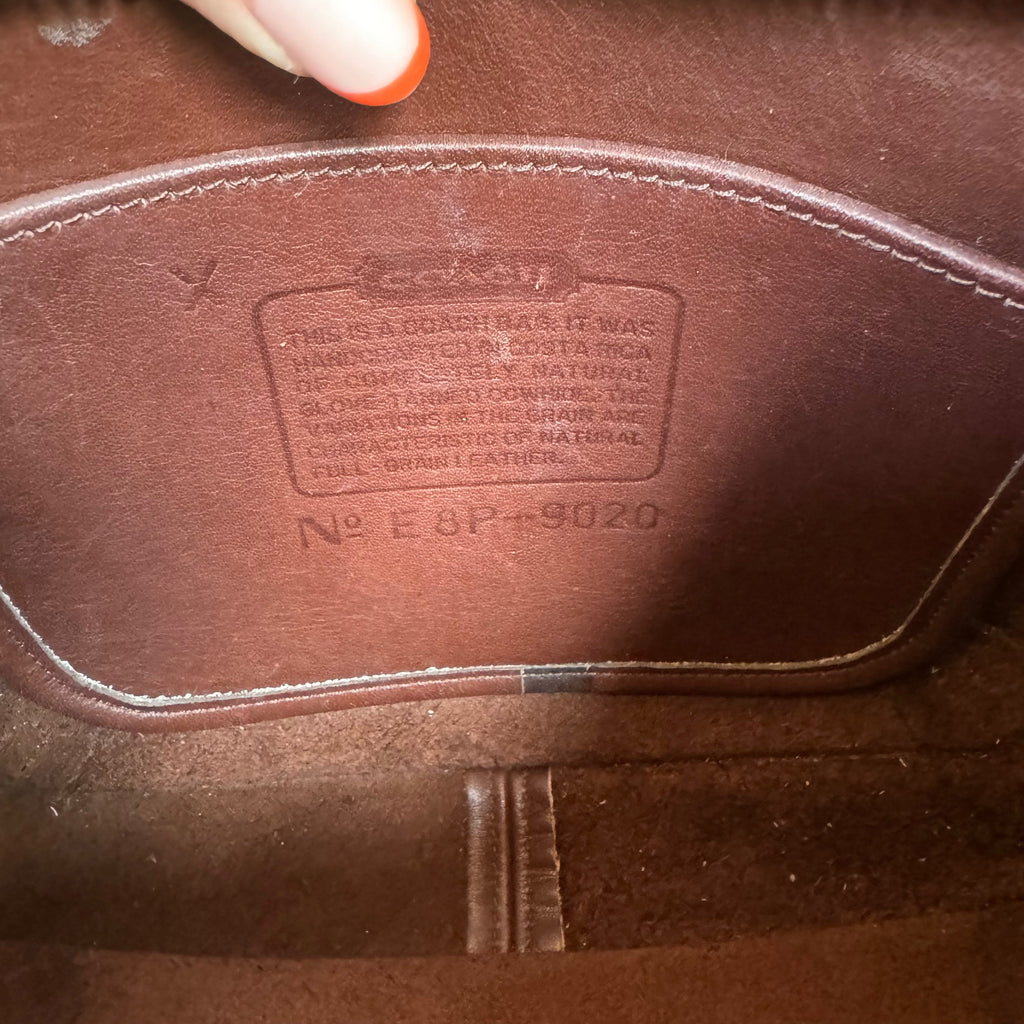 X
COACH
THIS IS A COACH BAG. IT WAS
HANDCRAFTED IN COSTA RICA
OF COMPLETELY NATURAL
GLOVE TANNED COWHIDE. THE
VARIATIONS IN THE GRAIN ARE
CHARACTERISTIC OF NATURAL
FULL-GRAIN LEATHER.
Nº E8P-9020